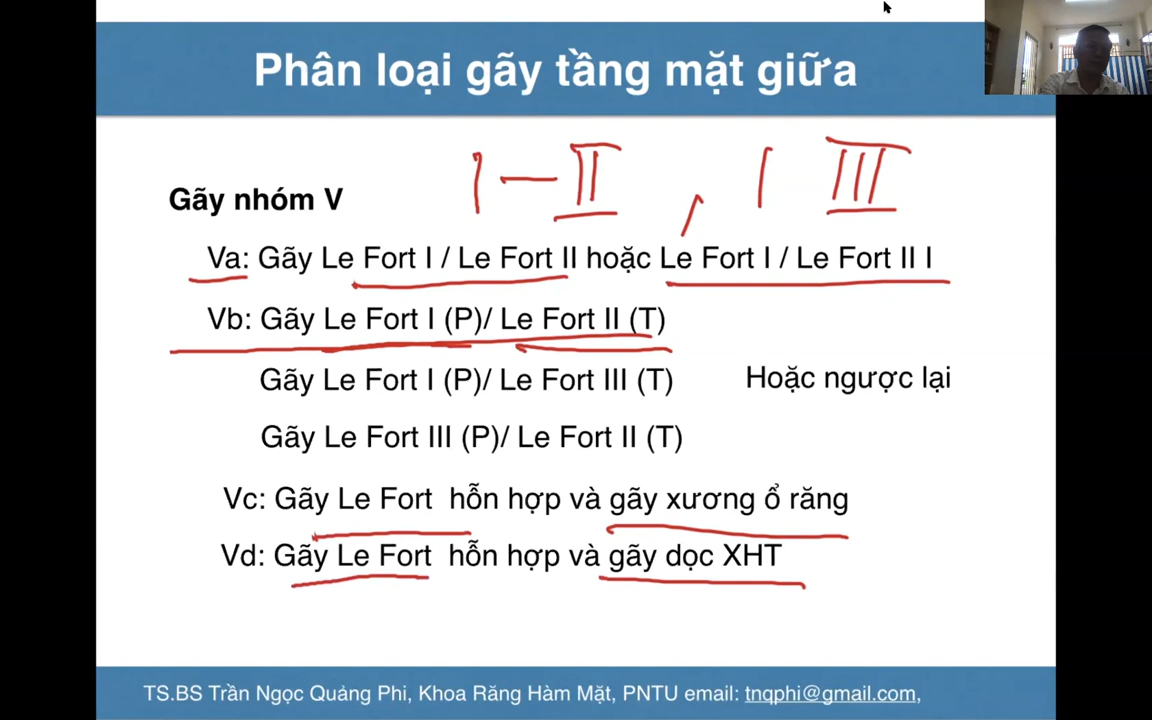 Phân loại gãy tầng mặt giữa
I – II , I III
Gãy nhóm V
Va: Gãy Le Fort I / Le Fort II hoặc Le Fort I / Le Fort II I
Vb: Gãy Le Fort I (P)/ Le Fort II (T)
Gãy Le Fort I (P)/ Le Fort III (T) Hoặc ngược lại
Gãy Le Fort III (P)/ Le Fort II (T)
Vc: Gãy Le Fort hỗn hợp và gãy xương ổ răng
Vd: Gãy Le Fort hỗn hợp và gãy dọc XHT
TS.BS Trần Ngọc Quảng Phi, Khoa Răng Hàm Mặt, PNTU email: tnqphi@gmail.com,